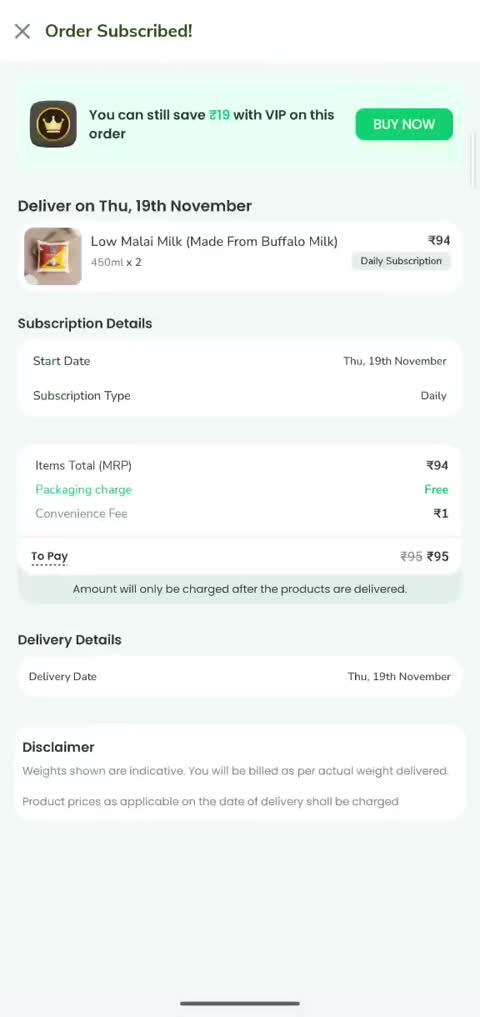 Order Subscribed!
You can still save ₹19 with VIP on this
order
BUY NOW
Deliver on Thu, 19th November
Low Malai Milk (Made From Buffalo Milk)
₹94
450ml x 2
Daily Subscription
Subscription Details
Start Date
Thu, 19th November
Subscription Type
Daily
Items Total (MRP)
₹94
Packaging charge
Free
Convenience Fee
₹1
To Pay
₹95 ₹95
Amount will only be charged after the products are delivered.
Delivery Details
Delivery Date
Thu, 19th November
Disclaimer
Weights shown are indicative. You will be billed as per actual weight delivered.
Product prices as applicable on the date of delivery shall be charged